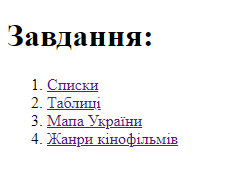 Завдання:
1. Списки
2. Таблиці
3. Мапа України
4. Жанри кінофільмів